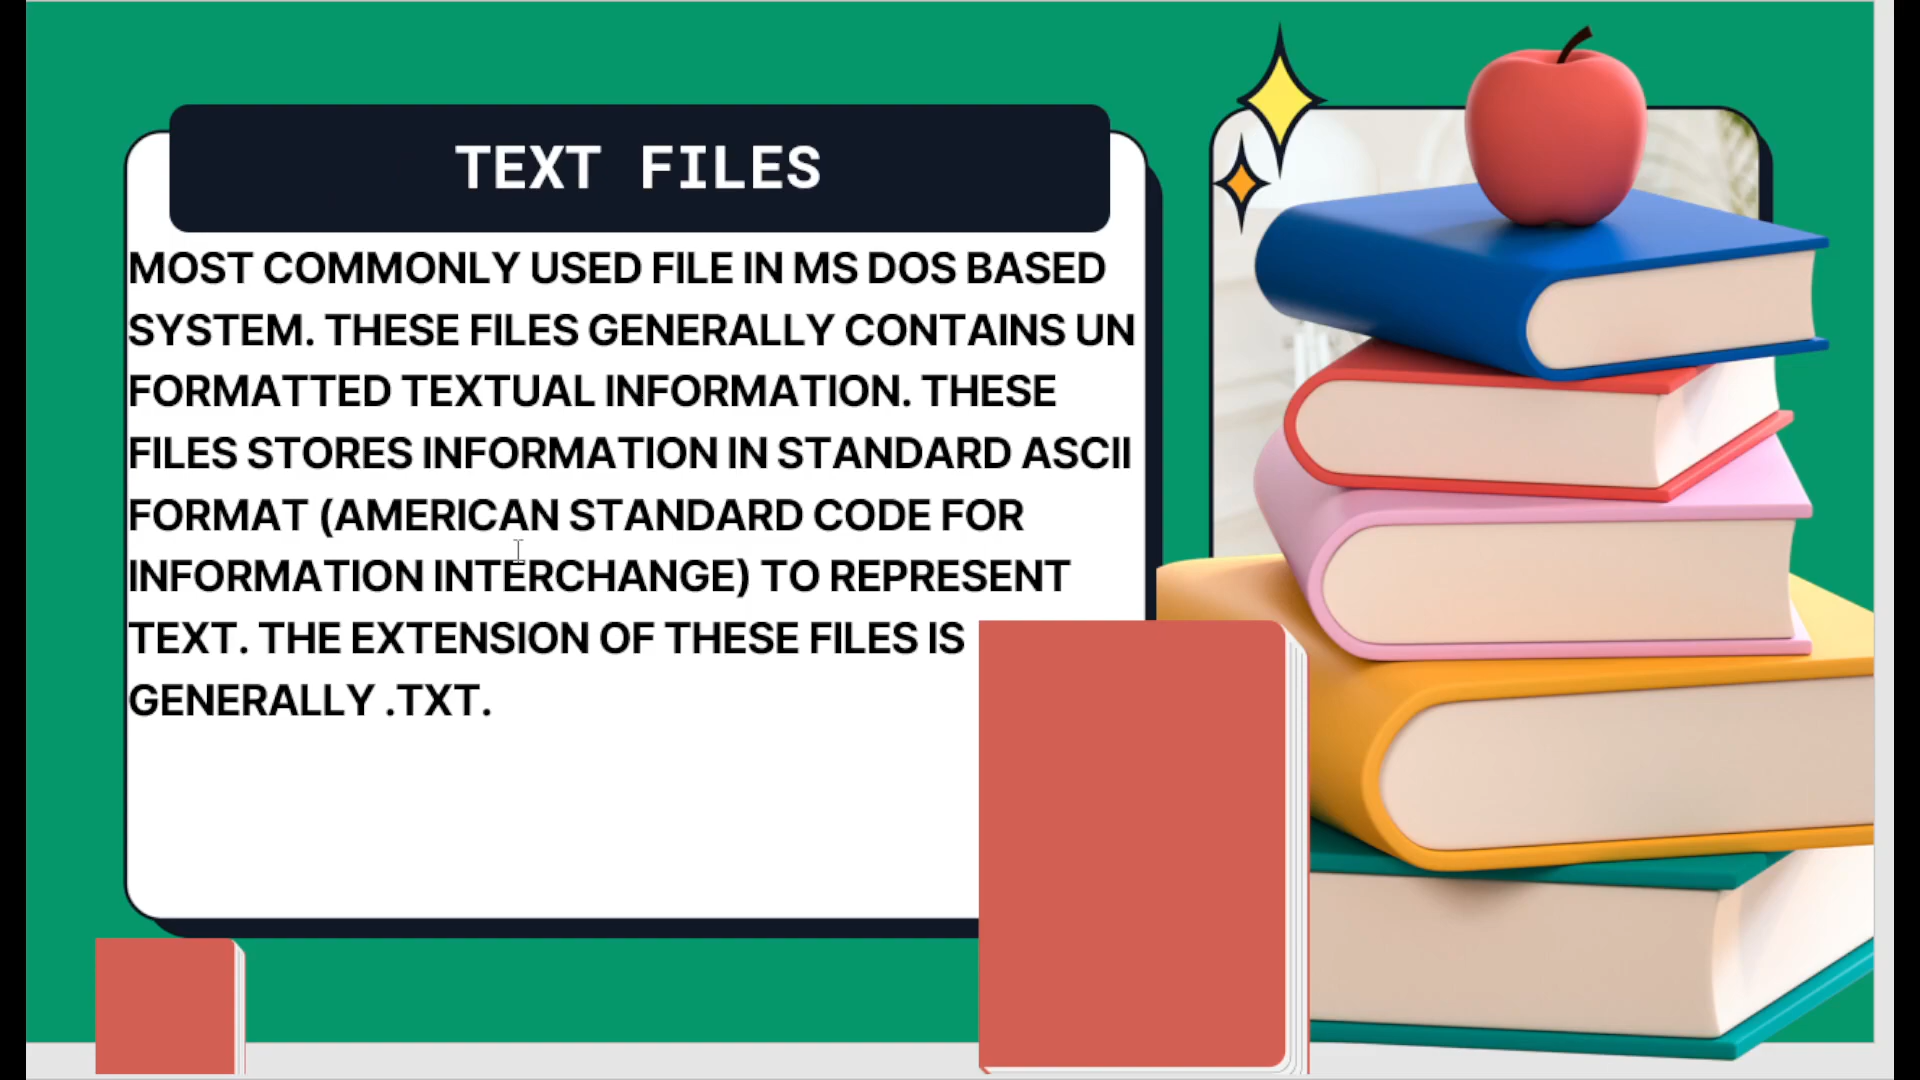 TEXT FILES
MOST COMMONLY USED FILE IN MS DOS BASED
SYSTEM. THESE FILES GENERALLY CONTAINS UN
FORMATTED TEXTUAL INFORMATION. THESE
FILES STORES INFORMATION IN STANDARD ASCII
FORMAT (AMERICAN STANDARD CODE FOR
INFORMATION INTERCHANGE) TO REPRESENT
TEXT. THE EXTENSION OF THESE FILES IS
GENERALLY .TXT.